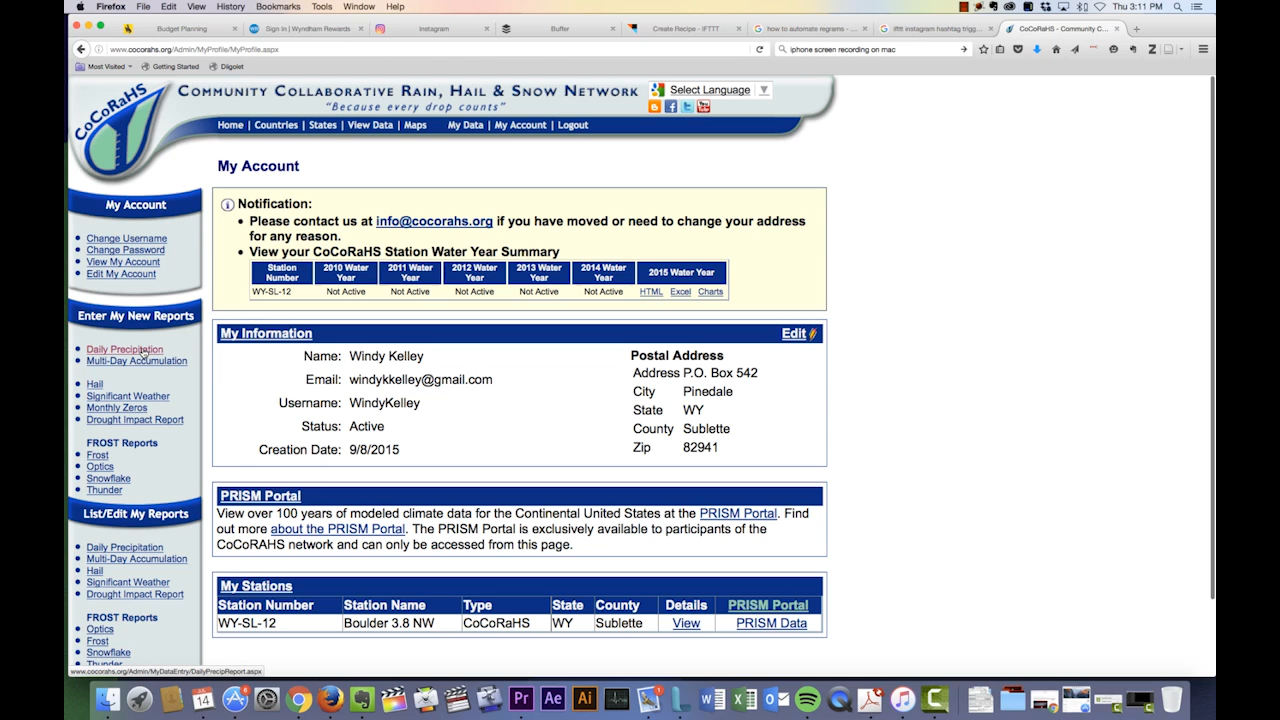 Firefox File Edit View History Bookmarks Tools Window Help Thu 3:11 PM
Budget Planning × Sign In | Wyndham Rewards × Instagram × Buffer × Create Recipe - IFTTT × how to automate regrams - ... × ifttt instagram hashtag trigg... × CoCoRaHS - Community C... × +
www.cocorahs.org/Admin/MyProfile/MyProfile.aspx iphone screen recording on mac
Most Visited Getting Started Diigolet
CoCoRaHS
COMMUNITY COLLABORATIVE RAIN, HAIL & SNOW NETWORK
Select Language ▼
"Because every drop counts"
Home | Countries | States | View Data | Maps My Data | My Account | Logout
My Account
Change Username
Change Password
View My Account
Edit My Account
Enter My New Reports
Daily Precipitation
Multi-Day Accumulation
Hail
Significant Weather
Monthly Zeros
Drought Impact Report
FROST Reports
Frost
Optics
Snowflake
Thunder
List/Edit My Reports
Daily Precipitation
Multi-Day Accumulation
Hail
Significant Weather
Drought Impact Report
FROST Reports
Optics
Frost
Snowflake
Thunder
www.cocorahs.org/Admin/MyDataEntry/DailyPrecipReport.aspx
My Account
Notification:
• Please contact us at info@cocorahs.org if you have moved or need to change your address
for any reason.
• View your CoCoRaHS Station Water Year Summary
Station Number 2010 Water Year 2011 Water Year 2012 Water Year 2013 Water Year 2014 Water Year 2015 Water Year
WY-SL-12 Not Active Not Active Not Active Not Active Not Active HTML Excel Charts
My Information Edit
Name: Windy Kelley
Email: windykkelley@gmail.com
Username: WindyKelley
Status: Active
Creation Date: 9/8/2015
Postal Address
Address P.O. Box 542
City Pinedale
State WY
County Sublette
Zip 82941
PRISM Portal
View over 100 years of modeled climate data for the Continental United States at the PRISM Portal. Find
out more about the PRISM Portal. The PRISM Portal is exclusively available to participants of the
CoCoRAHS network and can only be accessed from this page.
My Stations
Station Number Station Name Type State County Details PRISM Portal
WY-SL-12 Boulder 3.8 NW CoCoRaHS WY Sublette View PRISM Data